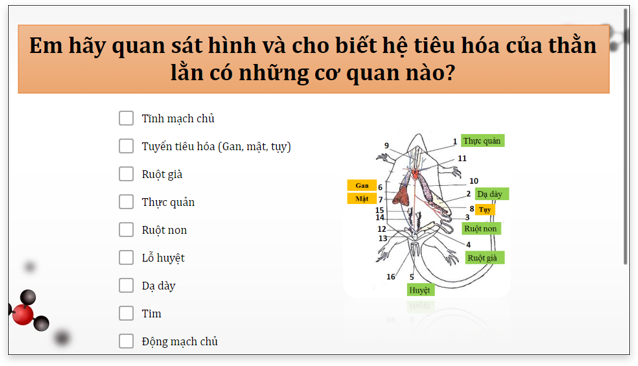 Em hãy quan sát hình và cho biết hệ tiêu hóa của thằn
lằn có những cơ quan nào?
Tĩnh mạch chủ
Tuyến tiêu hóa (Gan, mật, tụy)
Ruột già
Thực quản
Ruột non
Lỗ huyệt
Dạ dày
Tim
Động mạch chủ
9
1 Thực quản
11
Gan
10
6
Mật
7
2 Dạ dày
15
8 Tụy
14
3
12
Ruột non
13
4
Ruột già
16
5
Huyệt